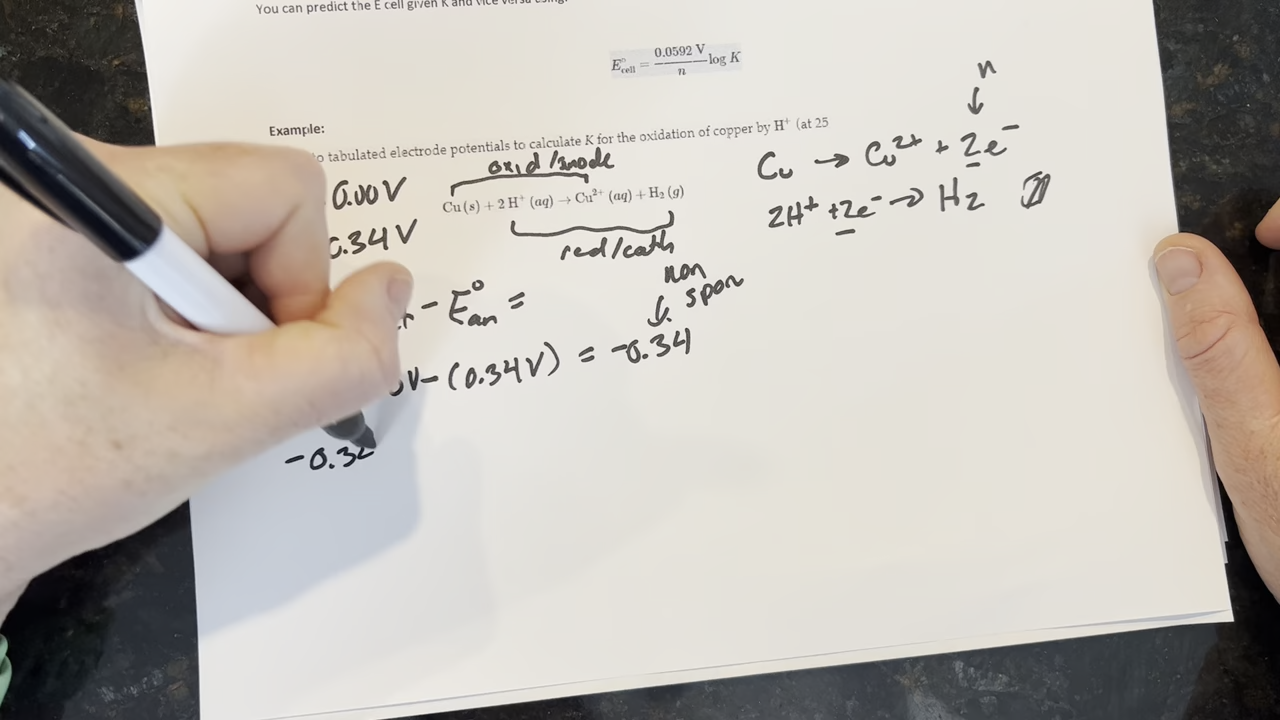 You can predict the E cell given K and vice versa using:
E°cell = 0.0592 V / n log K
n
↓
Example:
to tabulated electrode potentials to calculate K for the oxidation of copper by H⁺ (at 25
oxid/anode
Cu → Cu²⁺ + 2e⁻
0.00V
Cu(s) + 2 H⁺ (aq) → Cu²⁺ (aq) + H₂ (g)
2H⁺ + 2e⁻ → H₂
0.34V
red/cath
non
↓ spon
- E°an =
V - (0.34V) = -0.34
-0.3